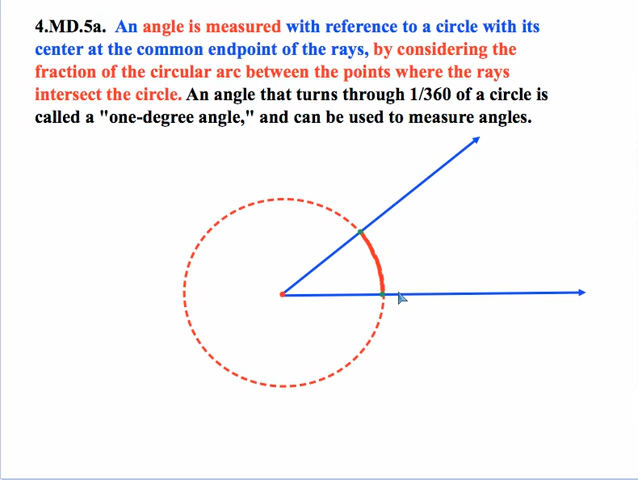 4.MD.5a. An angle is measured with reference to a circle with its
center at the common endpoint of the rays, by considering the
fraction of the circular arc between the points where the rays
intersect the circle. An angle that turns through 1/360 of a circle is
called a "one-degree angle," and can be used to measure angles.